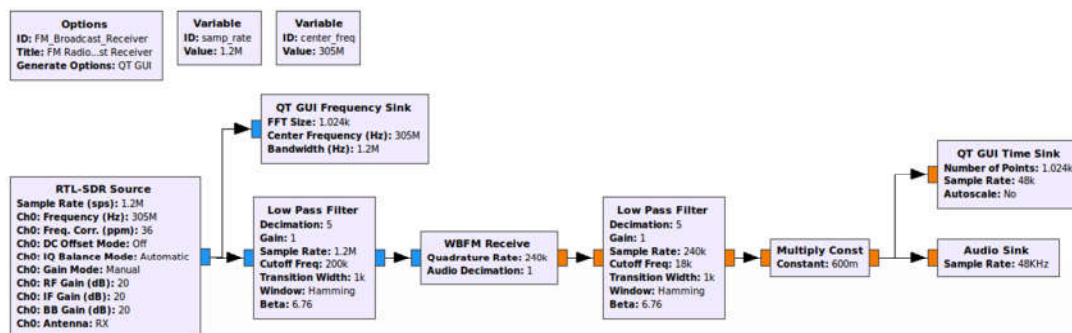 Options
ID: FM_Broadcast_Receiver
Title: FM Radio...st Receiver
Generate Options: QT GUI
Variable
ID: samp_rate
Value: 1.2M
Variable
ID: center_freq
Value: 305M
QT GUI Frequency Sink
FFT Size: 1.024k
Center Frequency (Hz): 305M
Bandwidth (Hz): 1.2M
RTL-SDR Source
Sample Rate (sps): 1.2M
Ch0: Frequency (Hz): 305M
Ch0: Freq. Corr. (ppm): 36
Ch0: DC Offset Mode: Off
Ch0: IQ Balance Mode: Automatic
Ch0: Gain Mode: Manual
Ch0: RF Gain (dB): 20
Ch0: IF Gain (dB): 20
Ch0: BB Gain (dB): 20
Ch0: Antenna: RX
Low Pass Filter
Decimation: 5
Gain: 1
Sample Rate: 1.2M
Cutoff Freq: 200k
Transition Width: 1k
Window: Hamming
Beta: 6.76
WBFM Receive
Quadrature Rate: 240k
Audio Decimation: 1
Low Pass Filter
Decimation: 5
Gain: 1
Sample Rate: 240k
Cutoff Freq: 18k
Transition Width: 1k
Window: Hamming
Beta: 6.76
Multiply Const
Constant: 600m
QT GUI Time Sink
Number of Points: 1.024k
Sample Rate: 48k
Autoscale: No
Audio Sink
Sample Rate: 48KHz